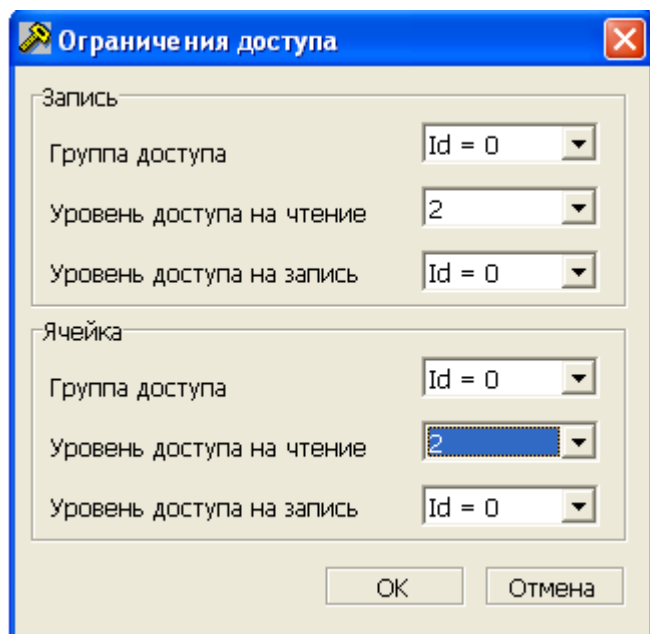 Ограничения доступа
Запись
Группа доступа Id = 0
Уровень доступа на чтение 2
Уровень доступа на запись Id = 0
Ячейка
Группа доступа Id = 0
Уровень доступа на чтение 2
Уровень доступа на запись Id = 0
OK Отмена